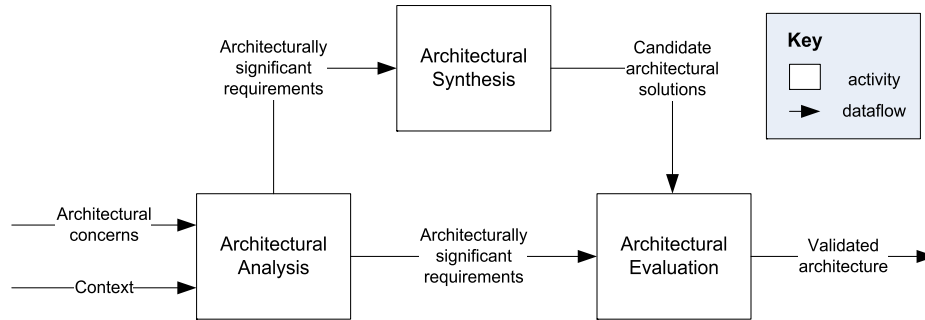 Architecturally
significant
requirements
Architectural
Synthesis
Candidate
architectural
solutions
Key
activity
dataflow
Architectural
concerns
Context
Architectural
Analysis
Architecturally
significant
requirements
Architectural
Evaluation
Validated
architecture